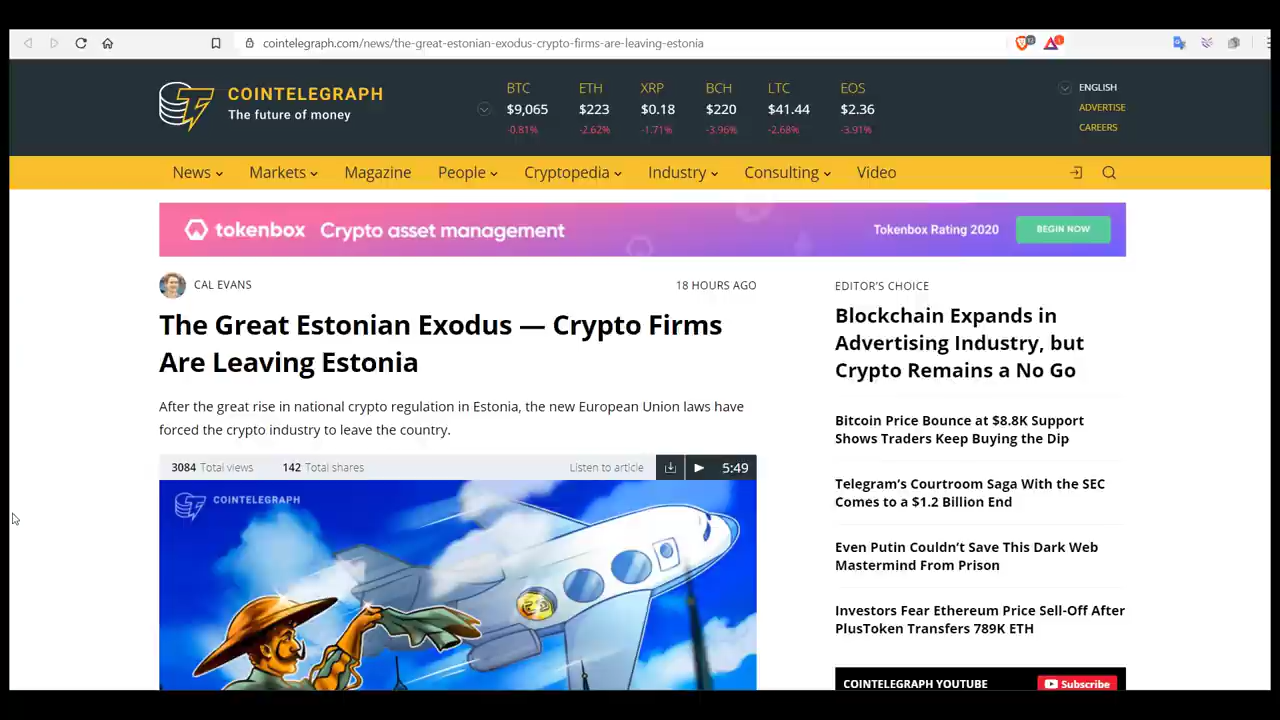 cointelegraph.com/news/the-great-estonian-exodus-crypto-firms-are-leaving-estonia
COINTELEGRAPH
The future of money
BTC ETH XRP BCH LTC EOS
$9,065 $223 $0.18 $220 $41.44 $2.36
-0.81% -2.62% -1.71% -3.96% -2.68% -3.91%
ENGLISH
ADVERTISE
CAREERS
News Markets Magazine People Cryptopedia Industry Consulting Video
tokenbox Crypto asset management Tokenbox Rating 2020 BEGIN NOW
CAL EVANS 18 HOURS AGO
The Great Estonian Exodus — Crypto Firms
Are Leaving Estonia
After the great rise in national crypto regulation in Estonia, the new European Union laws have
forced the crypto industry to leave the country.
3084 Total views 142 Total shares Listen to article 5:49
COINTELEGRAPH
EDITOR'S CHOICE
Blockchain Expands in
Advertising Industry, but
Crypto Remains a No Go
Bitcoin Price Bounce at $8.8K Support
Shows Traders Keep Buying the Dip
Telegram's Courtroom Saga With the SEC
Comes to a $1.2 Billion End
Even Putin Couldn't Save This Dark Web
Mastermind From Prison
Investors Fear Ethereum Price Sell-Off After
PlusToken Transfers 789K ETH
COINTELEGRAPH YOUTUBE Subscribe